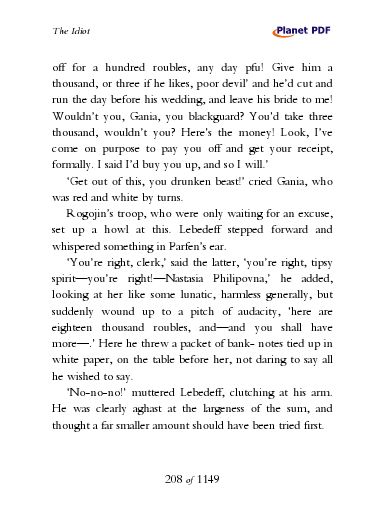 The Idiot
Planet PDF
off for a hundred roubles, any day pfu! Give him a
thousand, or three if he likes, poor devil’ and he’d cut and
run the day before his wedding, and leave his bride to me!
Wouldn’t you, Gania, you blackguard? You’d take three
thousand, wouldn’t you? Here’s the money! Look, I’ve
come on purpose to pay you off and get your receipt,
formally. I said I’d buy you up, and so I will.’
‘Get out of this, you drunken beast!’ cried Gania, who
was red and white by turns.
Rogojin’s troop, who were only waiting for an excuse,
set up a howl at this. Lebedeff stepped forward and
whispered something in Parfen’s ear.
‘You’re right, clerk,’ said the latter, ‘you’re right, tipsy
spirit—you’re right!—Nastasia Philipovna,’ he added,
looking at her like some lunatic, harmless generally, but
suddenly wound up to a pitch of audacity, ‘here are
eighteen thousand roubles, and—and you shall have
more—.’ Here he threw a packet of bank- notes tied up in
white paper, on the table before her, not daring to say all
he wished to say.
‘No-no-no!’ muttered Lebedeff, clutching at his arm.
He was clearly aghast at the largeness of the sum, and
thought a far smaller amount should have been tried first.
208 of 1149